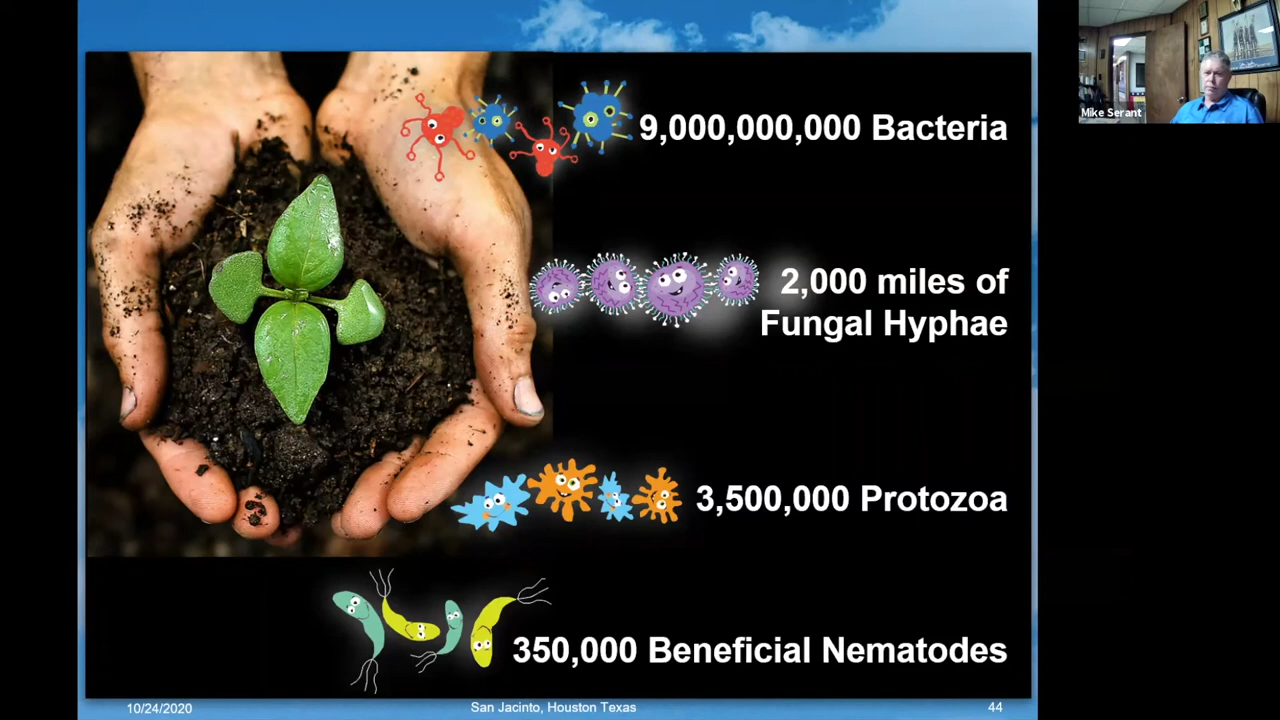 9,000,000,000 Bacteria
Mike Serant
2,000 miles of
Fungal Hyphae
3,500,000 Protozoa
350,000 Beneficial Nematodes
10/24/2020
San Jacinto, Houston Texas
44